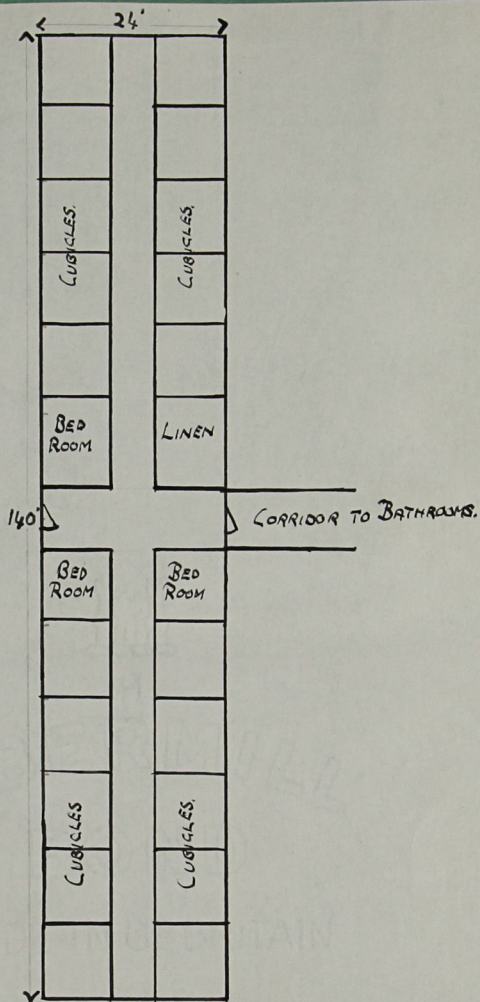 24'
CUBICLES.
CUBICLES.
BED
ROOM
LINEN
140'
CORRIDOR TO BATHROOMS.
BED
ROOM
BED
ROOM
CUBICLES
CUBICLES.